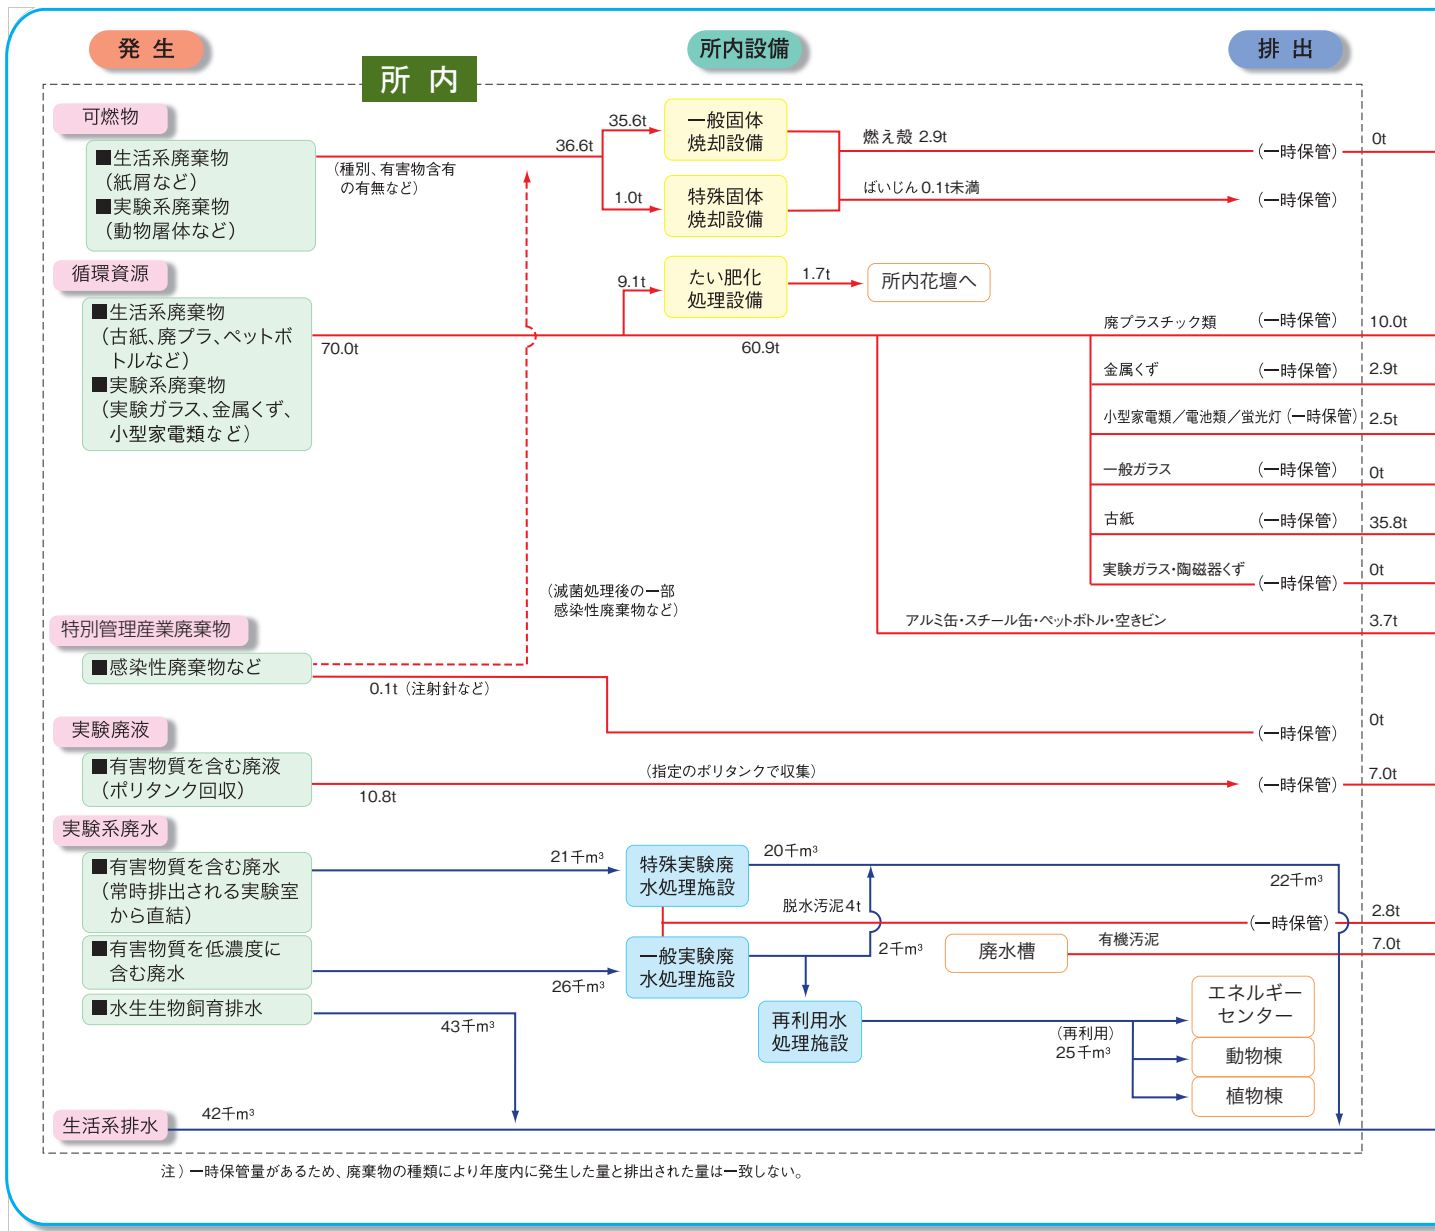 発 生
所内設備
排 出
所 内
可燃物
■生活系廃棄物
(紙屑など)
■実験系廃棄物
(動物屠体など)
(種別、有害物含有
の有無など)
36.6t
35.6t
1.0t
一般固体
焼却設備
特殊固体
焼却設備
燃え殻 2.9t
(一時保管)
0t
ばいじん 0.1t未満
(一時保管)
循環資源
■生活系廃棄物
(古紙、廃プラ、ペットボ
トルなど)
■実験系廃棄物
(実験ガラス、金属くず、
小型家電類など)
70.0t
9.1t
たい肥化
処理設備
1.7t
所内花壇へ
60.9t
廃プラスチック類
(一時保管)
10.0t
金属くず
(一時保管)
2.9t
小型家電類／電池類／蛍光灯
(一時保管)
2.5t
一般ガラス
(一時保管)
0t
古紙
(一時保管)
35.8t
実験ガラス・陶磁器くず
(一時保管)
0t
アルミ缶・スチール缶・ペットボトル・空きビン
3.7t
(滅菌処理後の一部
感染性廃棄物など)
特別管理産業廃棄物
■感染性廃棄物など
0.1t (注射針など)
(一時保管)
0t
実験廃液
■有害物質を含む廃液
(ポリタンク回収)
10.8t
(指定のポリタンクで収集)
(一時保管)
7.0t
実験系廃水
■有害物質を含む廃水
(常時排出される実験室
から直結)
21千m³
特殊実験廃
水処理施設
20千m³
22千m³
脱水汚泥4t
(一時保管)
2.8t
■有害物質を低濃度に
含む廃水
26千m³
一般実験廃
水処理施設
2千m³
廃水槽
有機汚泥
7.0t
■水生生物飼育排水
43千m³
再利用水
処理施設
(再利用)
25千m³
エネルギー
センター
動物棟
植物棟
生活系排水
42千m³
注) 一時保管量があるため、廃棄物の種類により年度内に発生した量と排出された量は一致しない。